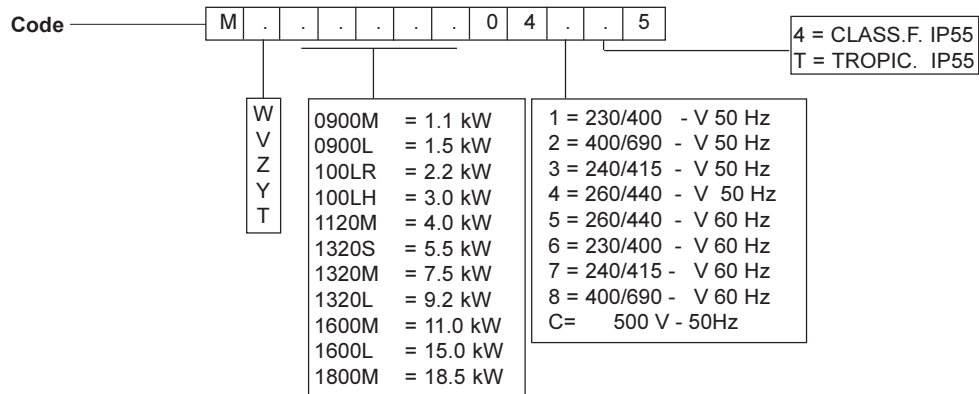 Code M . . . . . . 0 4 . . 5
4 = CLASS.F. IP55
T = TROPIC. IP55
W
V
Z
Y
T
0900M = 1.1 kW
0900L = 1.5 kW
100LR = 2.2 kW
100LH = 3.0 kW
1120M = 4.0 kW
1320S = 5.5 kW
1320M = 7.5 kW
1320L = 9.2 kW
1600M = 11.0 kW
1600L = 15.0 kW
1800M = 18.5 kW
1 = 230/400 - V 50 Hz
2 = 400/690 - V 50 Hz
3 = 240/415 - V 50 Hz
4 = 260/440 - V 50 Hz
5 = 260/440 - V 60 Hz
6 = 230/400 - V 60 Hz
7 = 240/415 - V 60 Hz
8 = 400/690 - V 60 Hz
C= 500 V - 50Hz